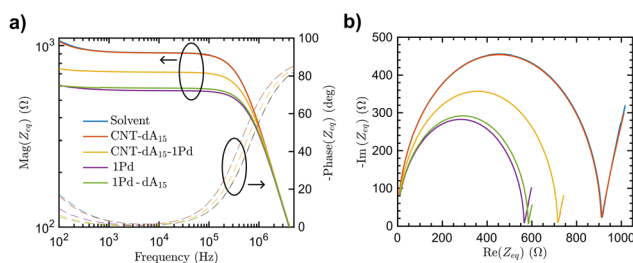 a)
10³
10²
Mag(Z_eq) (Ω)
Solvent
CNT-dA₁₅
CNT-dA₁₅-1Pd
1Pd
1Pd-dA₁₅
10² 10³ 10⁴ 10⁵ 10⁶
Frequency (Hz)
100
80
60
40
20
0
-Phase(Z_eq) (deg)
b)
500
400
300
200
100
0
-Im(Z_eq) (Ω)
0 200 400 600 800 1000
Re(Z_eq) (Ω)